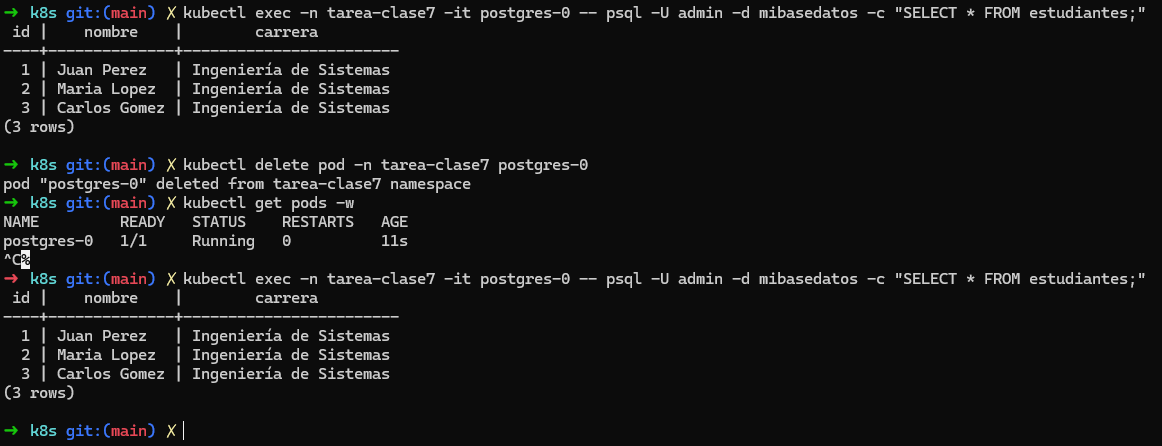 ➜ k8s git:(main) ✗ kubectl exec -n tarea-clase7 -it postgres-0 -- psql -U admin -d mibasedatos -c "SELECT * FROM estudiantes;"
 id |    nombre    |        carrera
----+--------------+------------------------
  1 | Juan Perez   | Ingeniería de Sistemas
  2 | Maria Lopez  | Ingeniería de Sistemas
  3 | Carlos Gomez | Ingeniería de Sistemas
(3 rows)

➜ k8s git:(main) ✗ kubectl delete pod -n tarea-clase7 postgres-0
pod "postgres-0" deleted from tarea-clase7 namespace
➜ k8s git:(main) ✗ kubectl get pods -w
NAME         READY   STATUS    RESTARTS   AGE
postgres-0   1/1     Running   0          11s
^C%
➜ k8s git:(main) ✗ kubectl exec -n tarea-clase7 -it postgres-0 -- psql -U admin -d mibasedatos -c "SELECT * FROM estudiantes;"
 id |    nombre    |        carrera
----+--------------+------------------------
  1 | Juan Perez   | Ingeniería de Sistemas
  2 | Maria Lopez  | Ingeniería de Sistemas
  3 | Carlos Gomez | Ingeniería de Sistemas
(3 rows)

➜ k8s git:(main) ✗